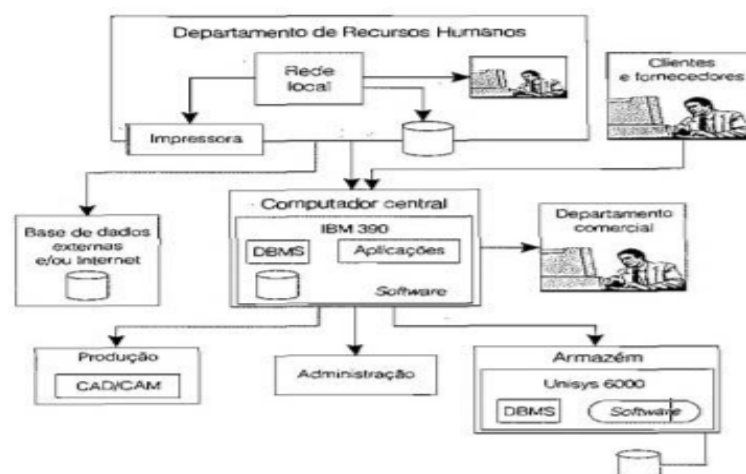 Departamento de Recursos Humanos
Rede
local
Impressora
Clientes
e fornecedores
Computador central
IBM 390
DBMS
Aplicações
Software
Base de dados
externas
e/ou Internet
Departamento
comercial
Produção
CAD/CAM
Administração
Armazém
Unisys 6000
DBMS
Software